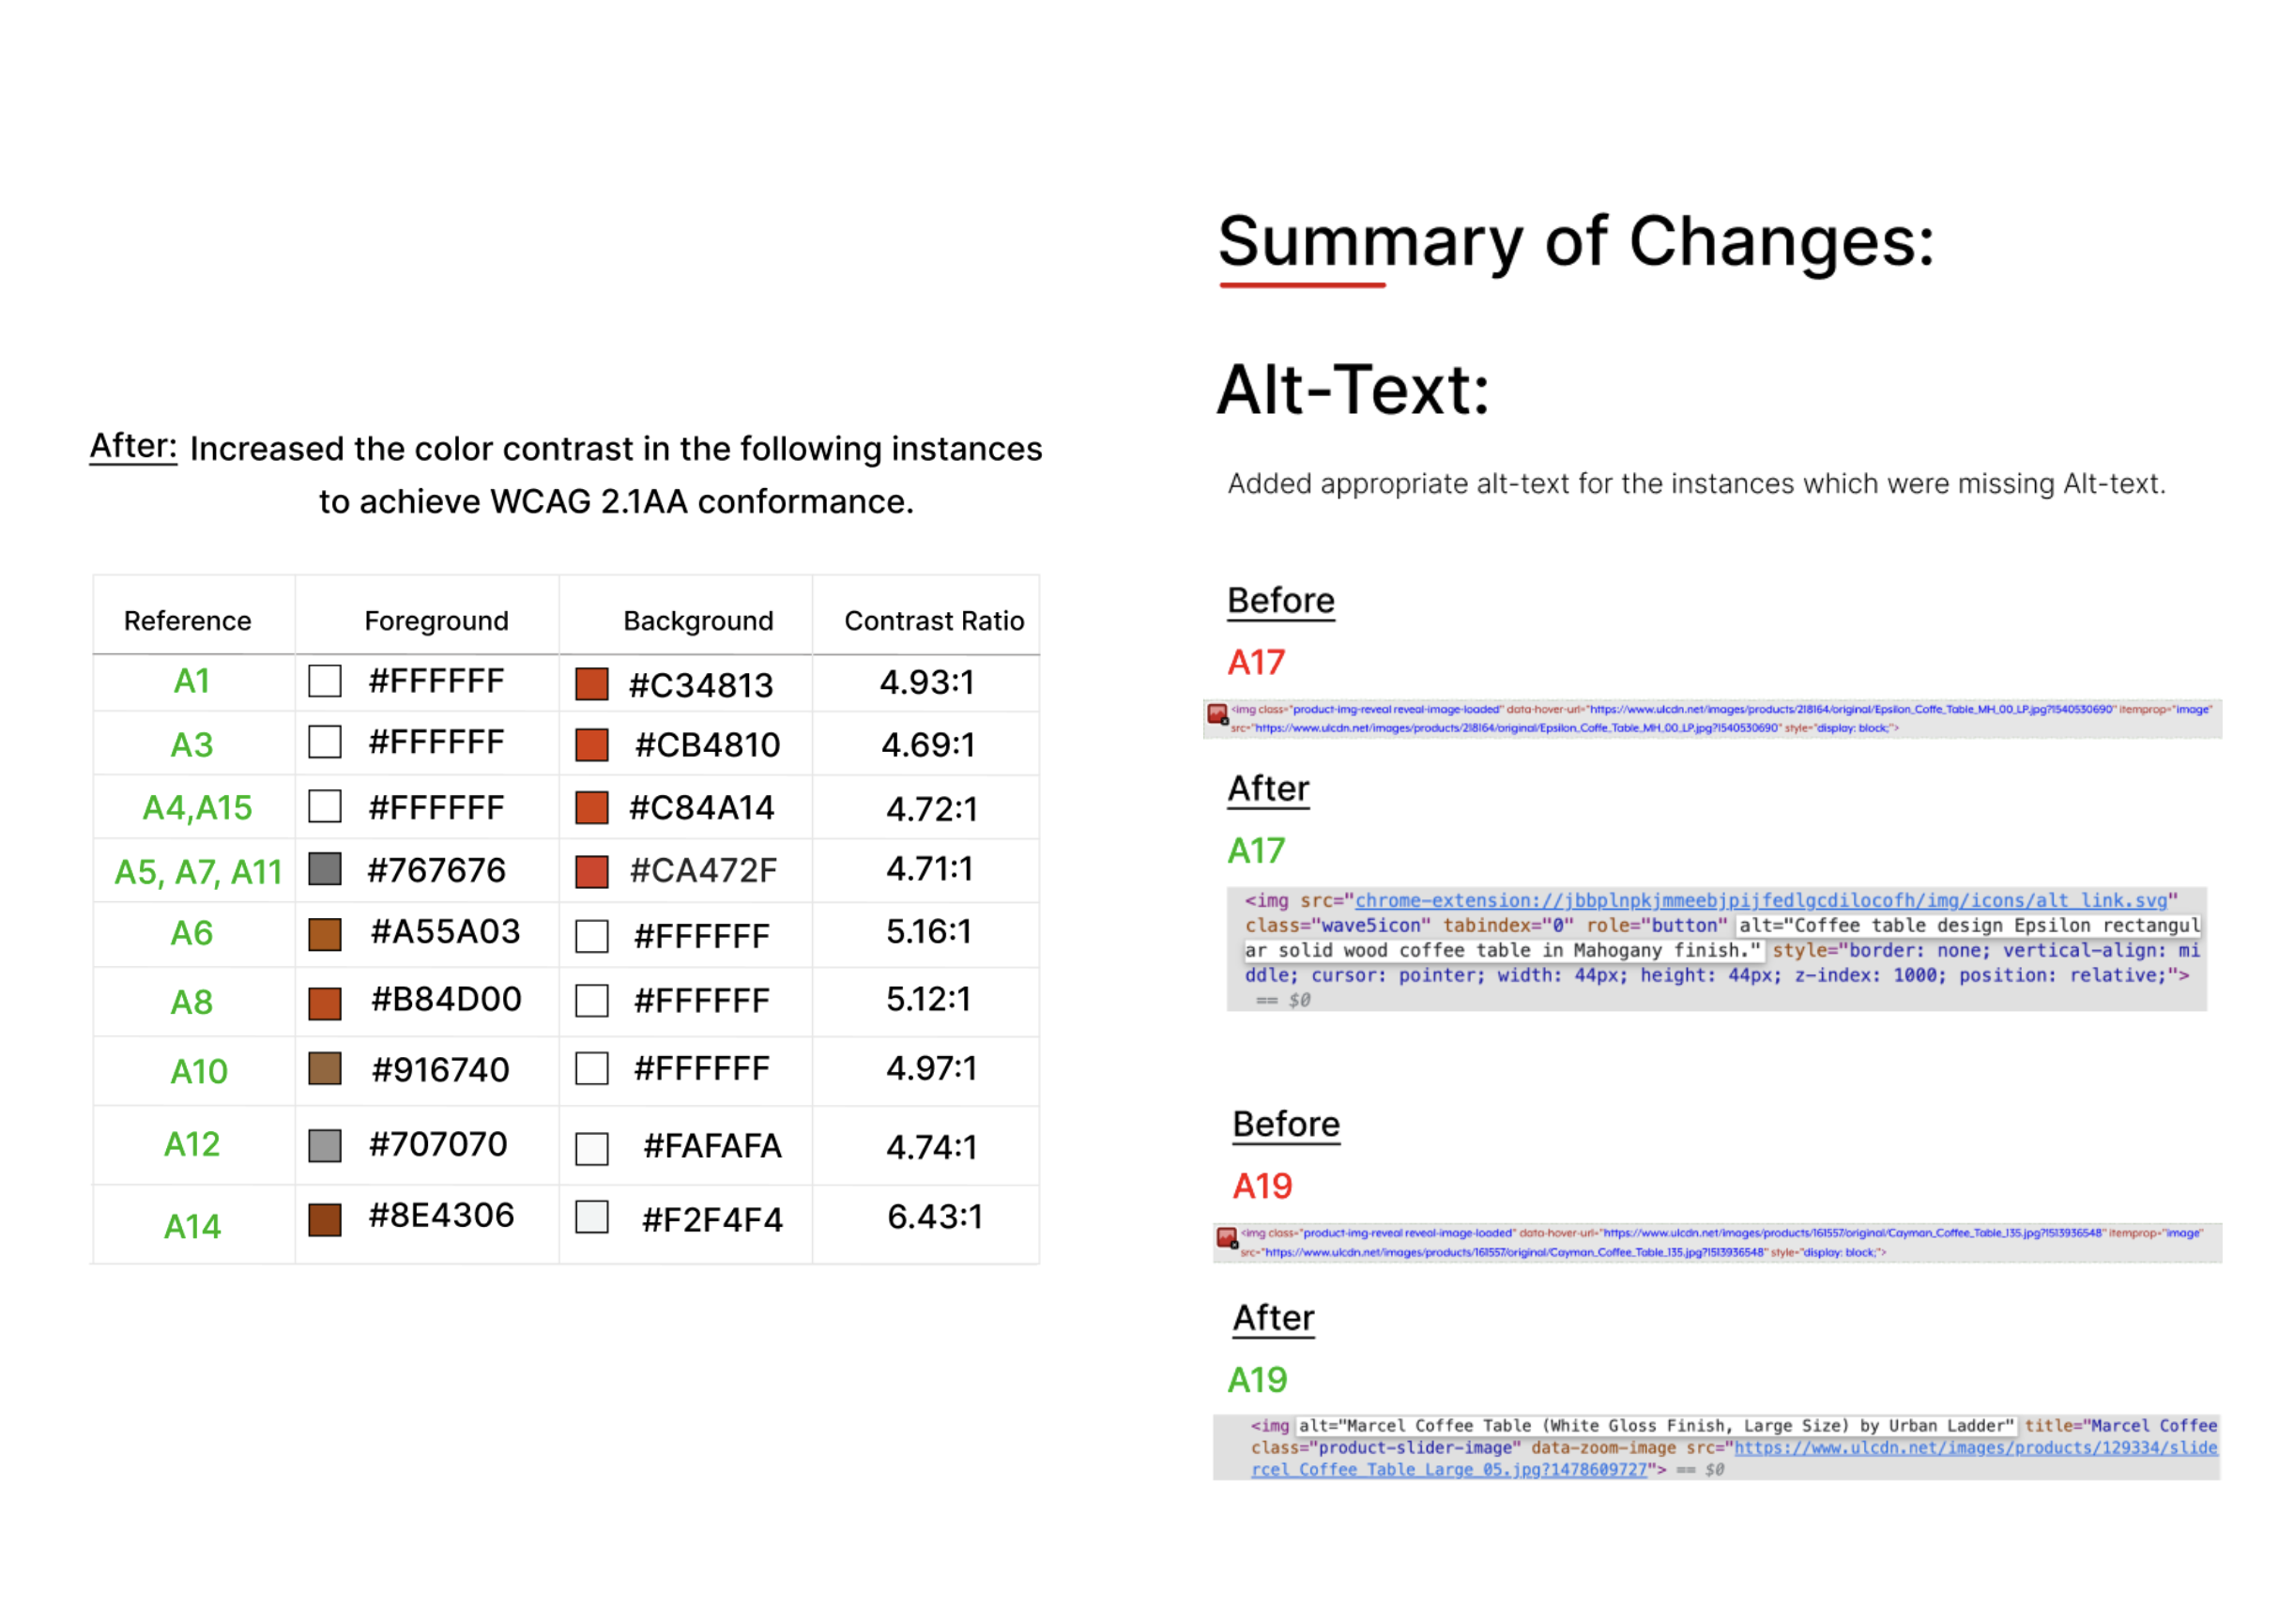 After: Increased the color contrast in the following instances
to achieve WCAG 2.1AA conformance.
Reference Foreground Background Contrast Ratio
A1 #FFFFFF #C34813 4.93:1
A3 #FFFFFF #CB4810 4.69:1
A4,A15 #FFFFFF #C84A14 4.72:1
A5, A7, A11 #767676 #CA472F 4.71:1
A6 #A55A03 #FFFFFF 5.16:1
A8 #B84D00 #FFFFFF 5.12:1
A10 #916740 #FFFFFF 4.97:1
A12 #707070 #FAFAFA 4.74:1
A14 #8E4306 #F2F4F4 6.43:1
Summary of Changes:
Alt-Text:
Added appropriate alt-text for the instances which were missing Alt-text.
Before
A17
<img class="product-img-reveal reveal-image-loaded" data-hover-url="https://www.ulcdn.net/images/products/218164/original/Epsilon_Coffe_Table_MH_00_LP.jpg?1540530690" itemprop="image"
src="https://www.ulcdn.net/images/products/218164/original/Epsilon_Coffe_Table_MH_00_LP.jpg?1540530690" style="display: block;">
After
A17
<img src="chrome-extension://jbbplnpkjmmeebjpijfedlgcdilocofh/img/icons/alt_link.svg"
class="wave5icon" tabindex="0" role="button" alt="Coffee table design Epsilon rectangul
ar solid wood coffee table in Mahogany finish." style="border: none; vertical-align: mi
ddle; cursor: pointer; width: 44px; height: 44px; z-index: 1000; position: relative;">
== $0
Before
A19
<img class="product-img-reveal reveal-image-loaded" data-hover-url="https://www.ulcdn.net/images/products/161557/original/Cayman_Coffee_Table_135.jpg?1513936548" itemprop="image"
src="https://www.ulcdn.net/images/products/161557/original/Cayman_Coffee_Table_135.jpg?1513936548" style="display: block;">
After
A19
<img alt="Marcel Coffee Table (White Gloss Finish, Large Size) by Urban Ladder" title="Marcel Coffee
class="product-slider-image" data-zoom-image src="https://www.ulcdn.net/images/products/129334/slide
rcel_Coffee_Table_Large_05.jpg?1478609727"> == $0